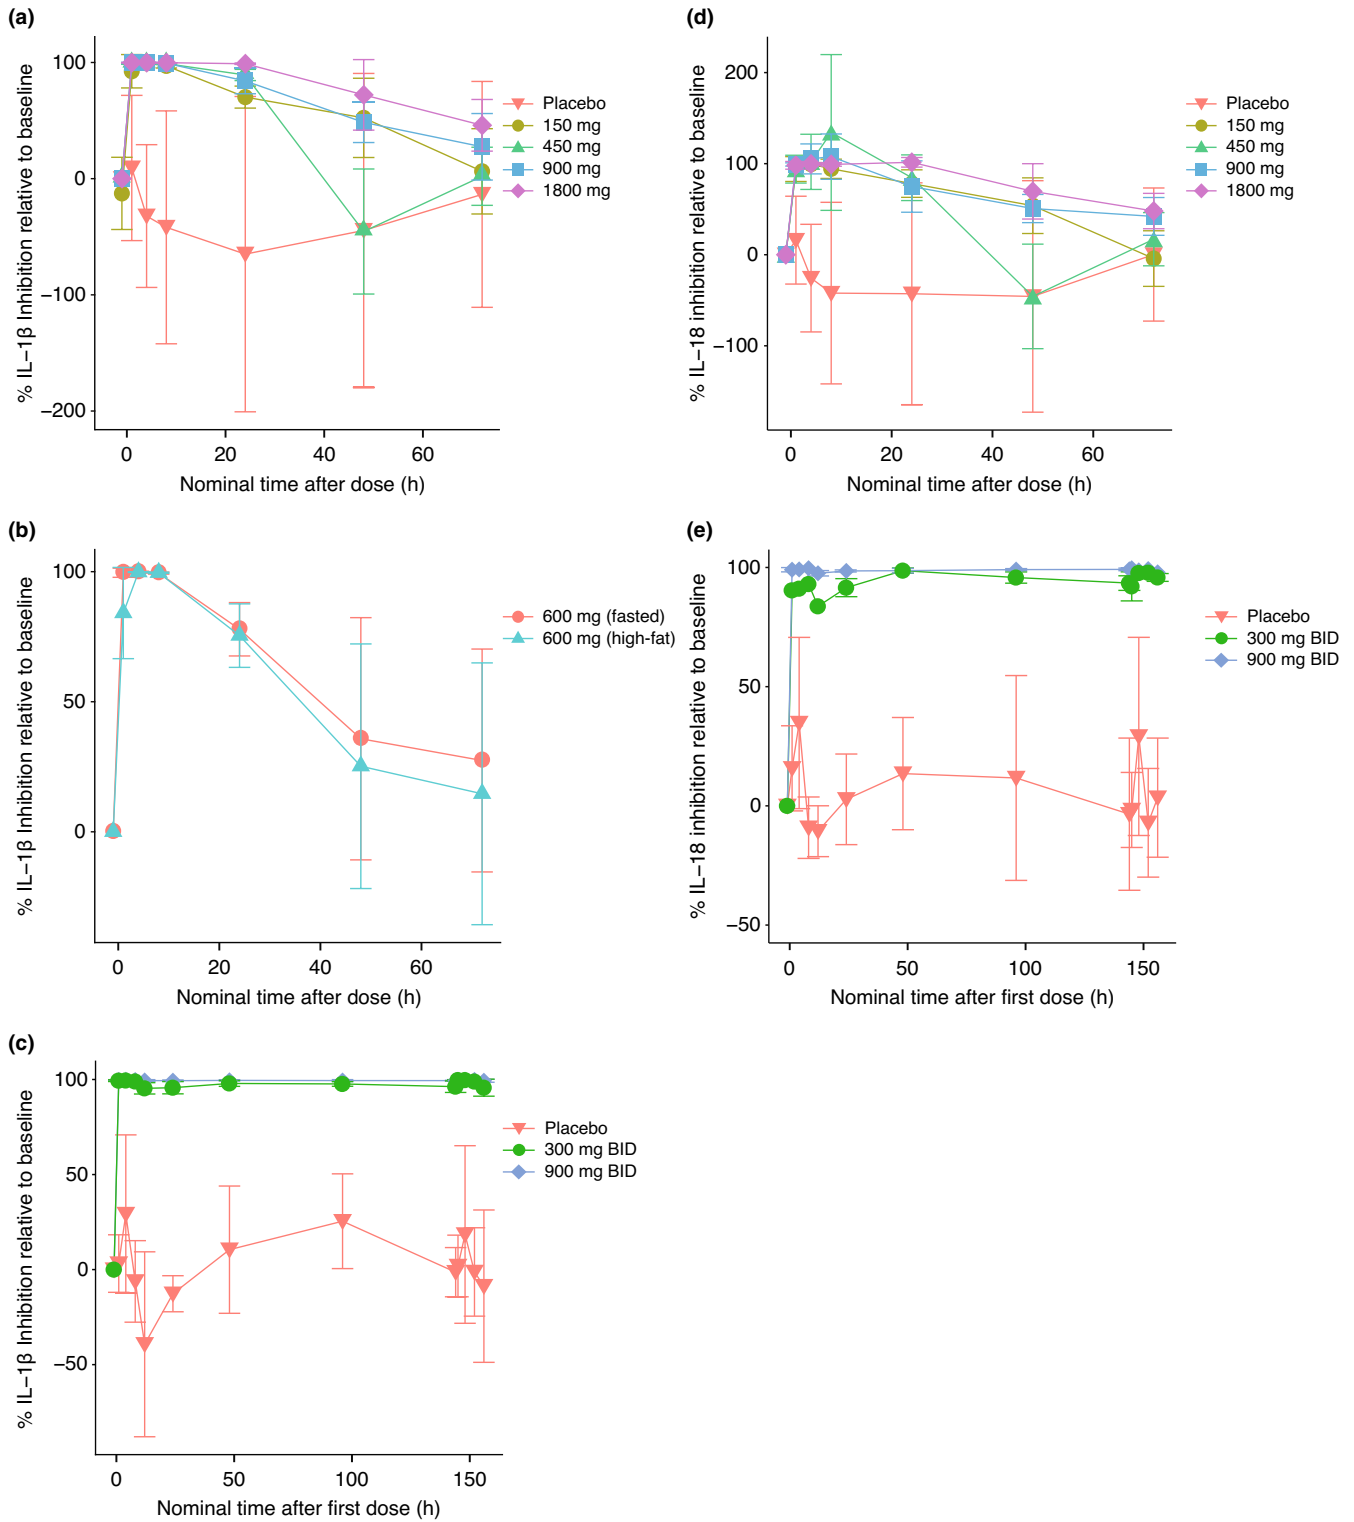 (a)
% IL−1β Inhibition relative to baseline
100
0
−100
−200
0
20
40
60
Nominal time after dose (h)
Placebo
150 mg
450 mg
900 mg
1800 mg
(d)
% IL−18 inhibition relative to baseline
200
100
0
−100
0
20
40
60
Nominal time after dose (h)
Placebo
150 mg
450 mg
900 mg
1800 mg
(b)
% IL−1β Inhibition relative to baseline
100
50
0
0
20
40
60
Nominal time after dose (h)
600 mg (fasted)
600 mg (high-fat)
(e)
% IL−18 inhibition relative to baseline
100
50
0
−50
0
50
100
150
Nominal time after first dose (h)
Placebo
300 mg BID
900 mg BID
(c)
% IL−1β Inhibition relative to baseline
100
50
0
−50
0
50
100
150
Nominal time after first dose (h)
Placebo
300 mg BID
900 mg BID